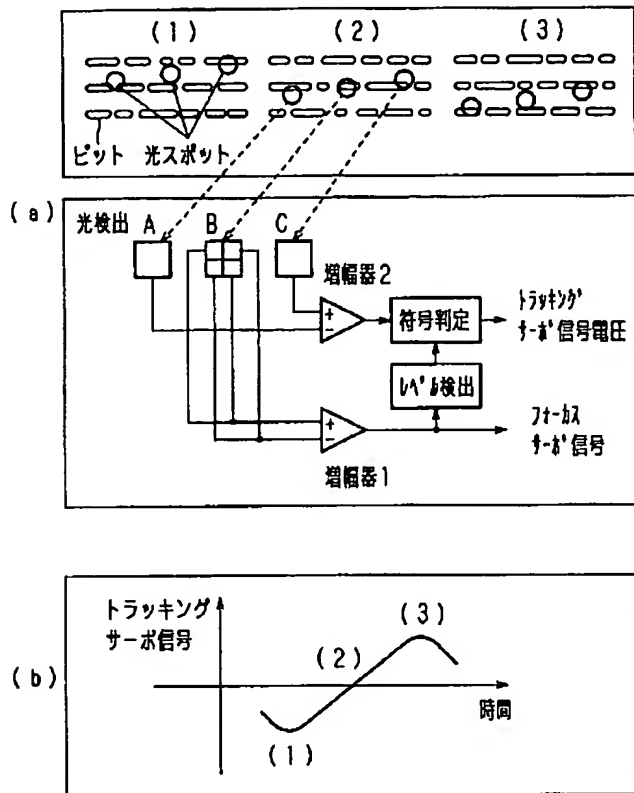 (1) (2) (3)
ピット 光スポット
(a)
光検出 A B C
増幅器2
+
−
符号判定
トラッキング
サーボ信号電圧
レベル検出
+
−
フォーカス
サーボ信号
増幅器1
(b)
トラッキング
サーボ信号
(3)
(2)
時間
(1)